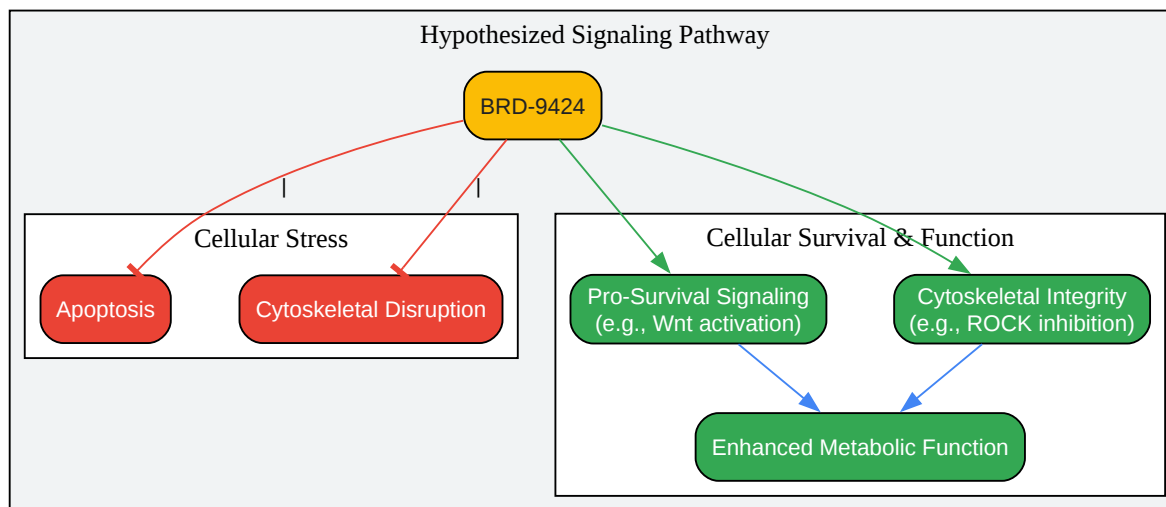 Hypothesized Signaling Pathway
BRD-9424
|
|
Cellular Stress
Cellular Survival & Function
Apoptosis
Cytoskeletal Disruption
Pro-Survival Signaling
(e.g., Wnt activation)
Cytoskeletal Integrity
(e.g., ROCK inhibition)
Enhanced Metabolic Function